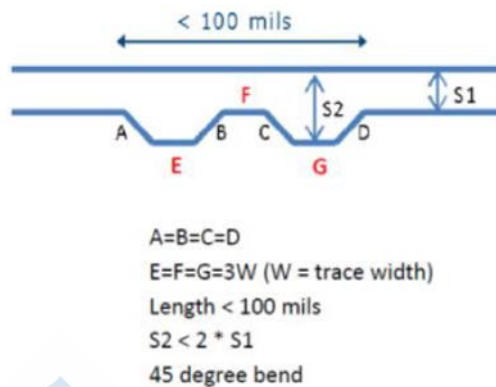 < 100 mils
F
S2
S1
A
B
C
D
E
G
A=B=C=D
E=F=G=3W (W = trace width)
Length < 100 mils
S2 < 2 * S1
45 degree bend